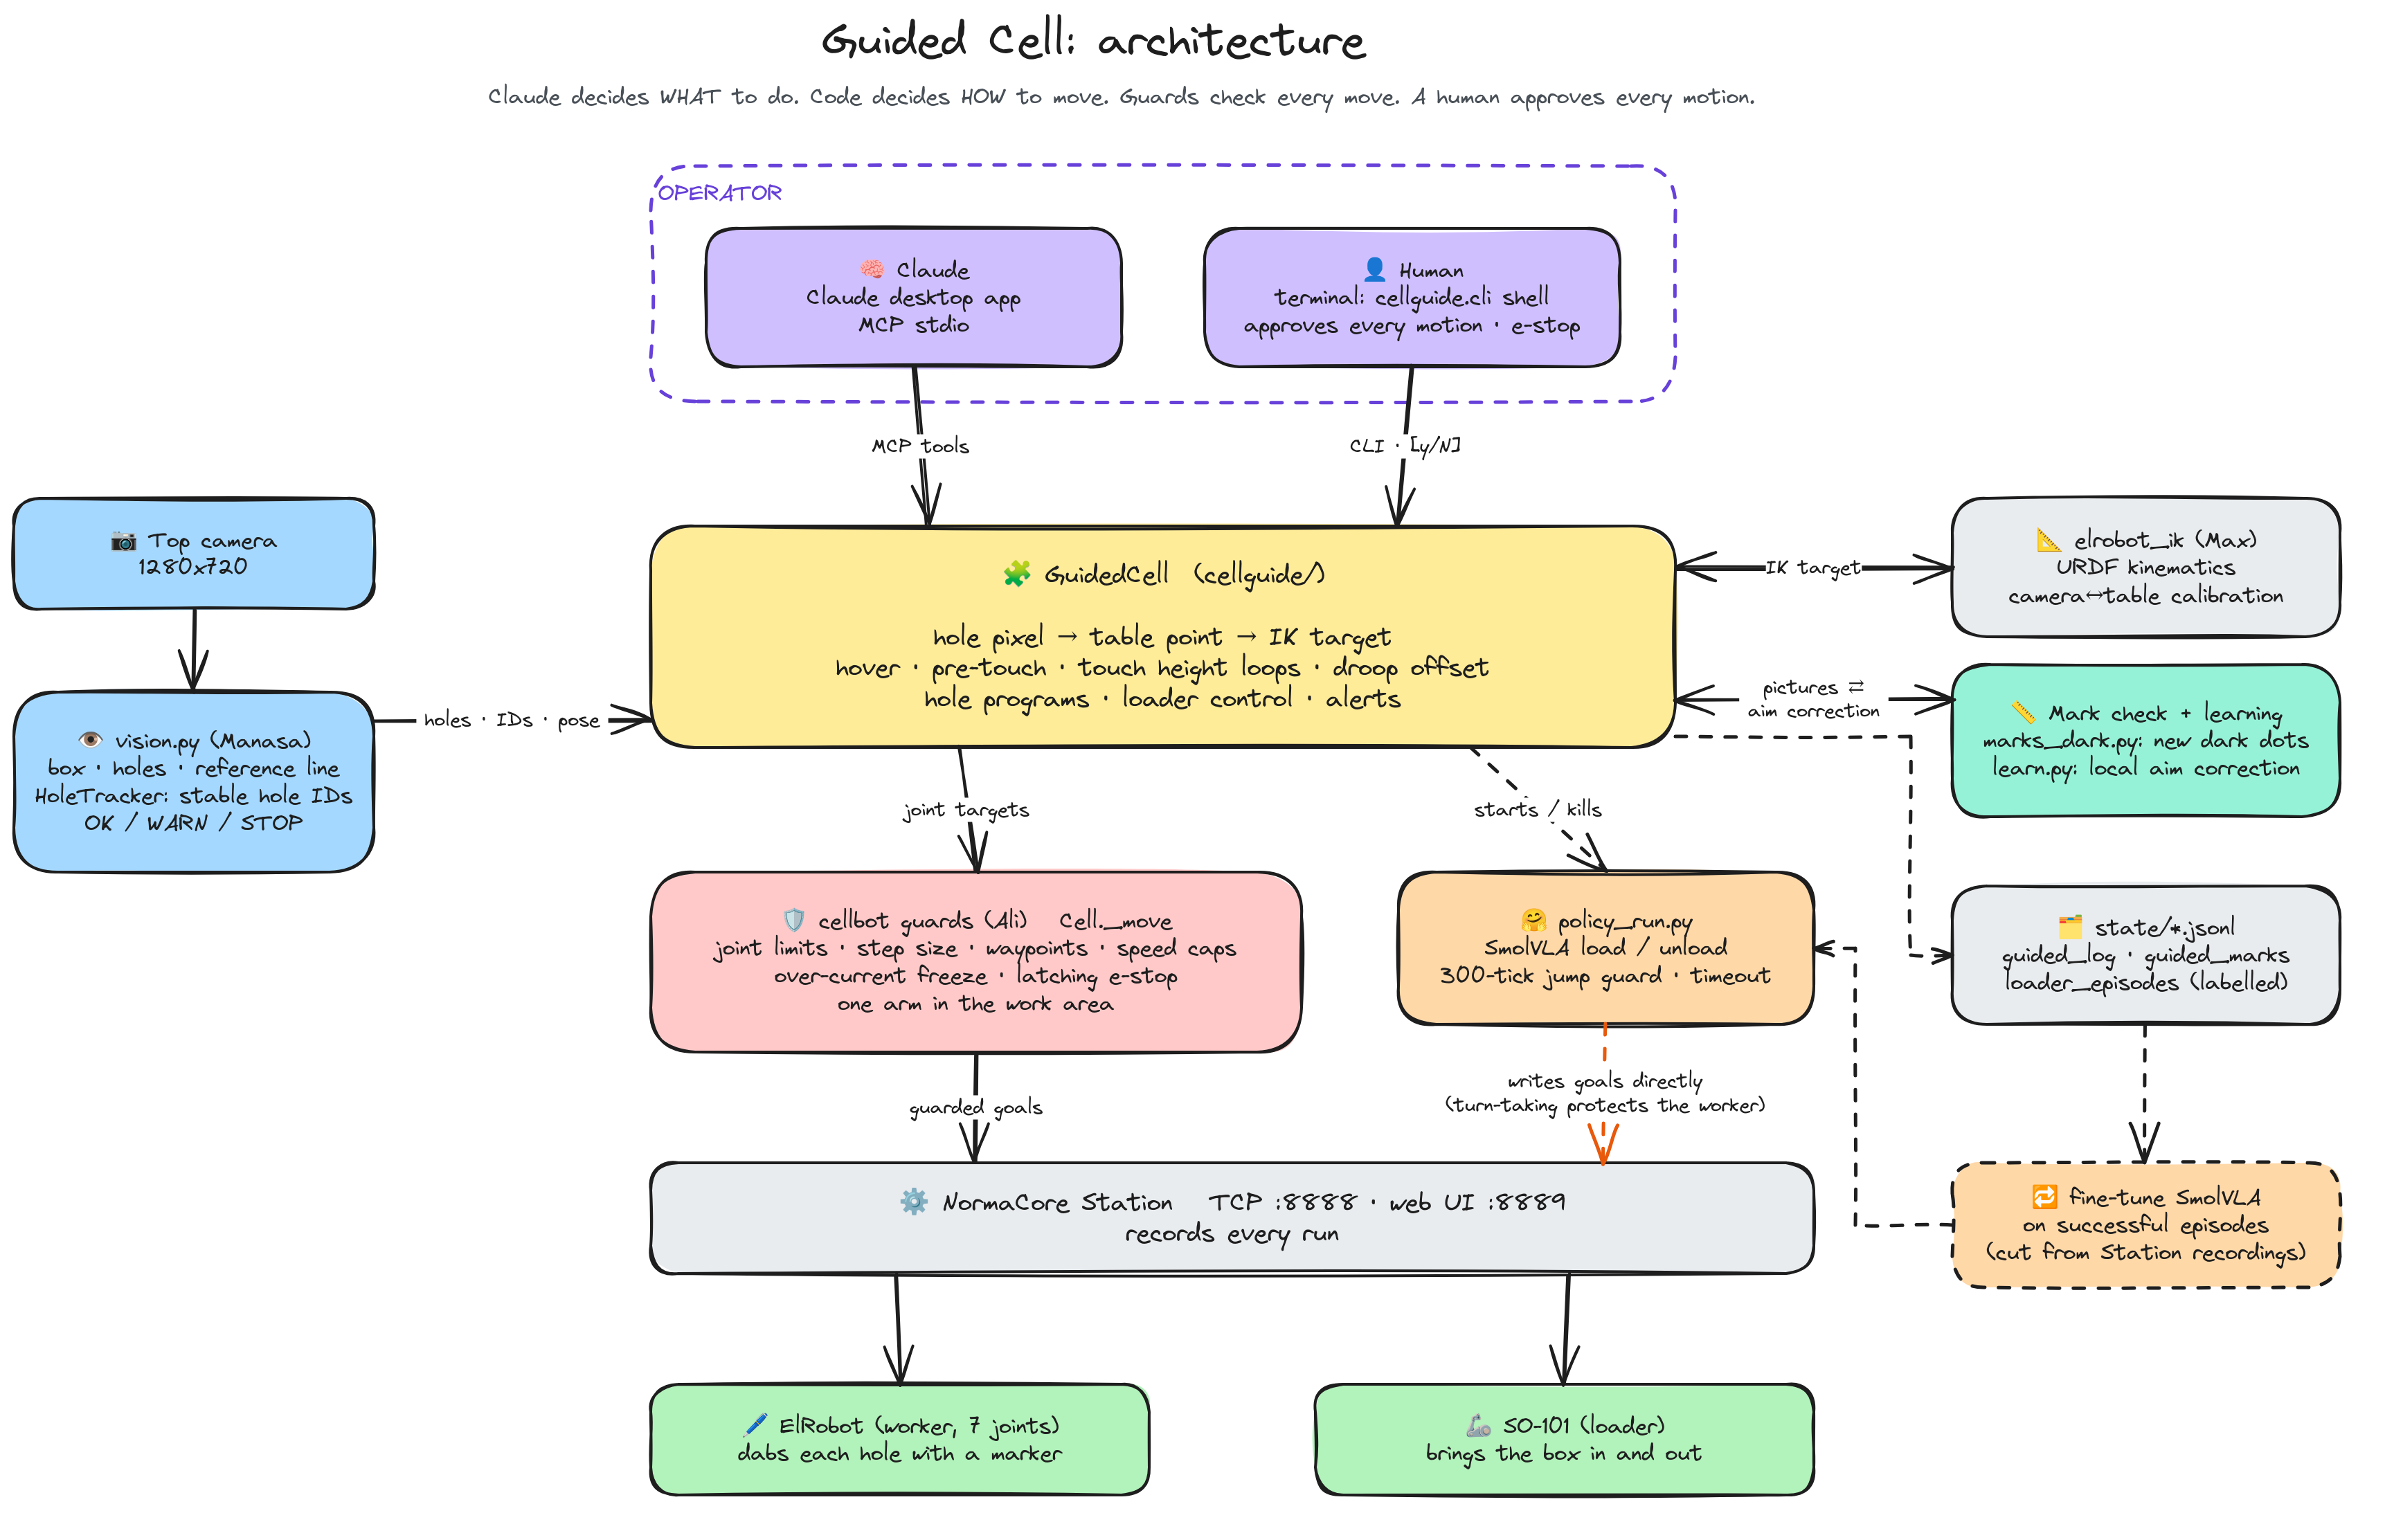 Guided Cell: architecture
Claude decides WHAT to do. Code decides HOW to move. Guards check every move. A human approves every motion.
OPERATOR
🧠 Claude
Claude desktop app
MCP stdio
👤 Human
terminal: cellguide.cli shell
approves every motion · e-stop
MCP tools
CLI · [y/N]
📷 Top camera
1280x720
👁️ vision.py (Manasa)
box · holes · reference line
HoleTracker: stable hole IDs
OK / WARN / STOP
holes · IDs · pose
🧩 GuidedCell (cellguide/)
hole pixel → table point → IK target
hover · pre-touch · touch height loops · droop offset
hole programs · loader control · alerts
IK target
📐 elrobot_ik (Max)
URDF kinematics
camera↔table calibration
pictures ⇄
aim correction
📏 Mark check + learning
marks_dark.py: new dark dots
learn.py: local aim correction
joint targets
starts / kills
🛡️ cellbot guards (Ali) Cell._move
joint limits · step size · waypoints · speed caps
over-current freeze · latching e-stop
one arm in the work area
🤗 policy_run.py
SmolVLA load / unload
300-tick jump guard · timeout
🗂️ state/*.jsonl
guided_log · guided_marks
loader_episodes (labelled)
guarded goals
writes goals directly
(turn-taking protects the worker)
⚙️ NormaCore Station TCP :8888 · web UI :8889
records every run
🔁 fine-tune SmolVLA
on successful episodes
(cut from Station recordings)
🖊️ ElRobot (worker, 7 joints)
dabs each hole with a marker
🦾 SO-101 (loader)
brings the box in and out